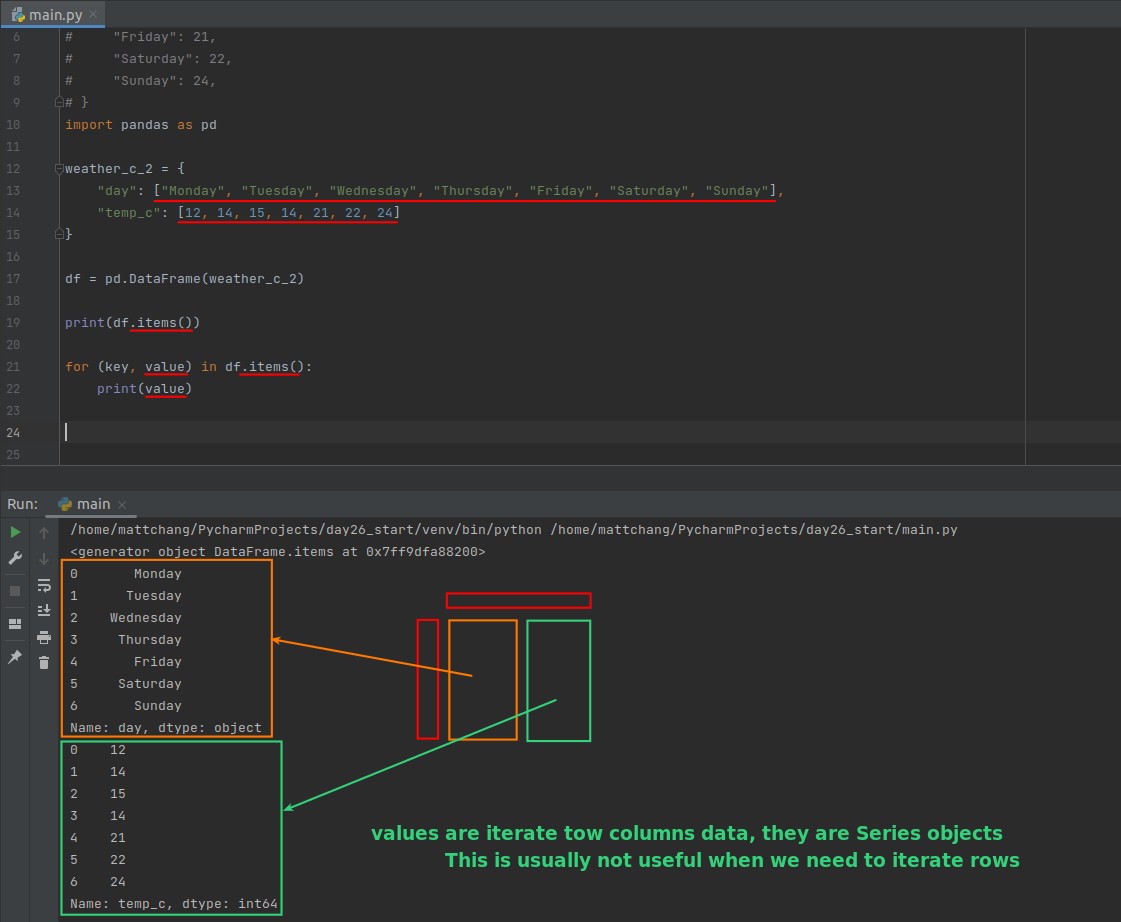 main.py
6 #     "Friday": 21,
7 #     "Saturday": 22,
8 #     "Sunday": 24,
9 # }
10 import pandas as pd
11
12 weather_c_2 = {
13     "day": ["Monday", "Tuesday", "Wednesday", "Thursday", "Friday", "Saturday", "Sunday"],
14     "temp_c": [12, 14, 15, 14, 21, 22, 24]
15 }
16
17 df = pd.DataFrame(weather_c_2)
18
19 print(df.items())
20
21 for (key, value) in df.items():
22     print(value)
23
24
25
Run: main
/home/mattchang/PycharmProjects/day26_start/venv/bin/python /home/mattchang/PycharmProjects/day26_start/main.py
<generator object DataFrame.items at 0x7ff9dfa88200>
0       Monday
1      Tuesday
2    Wednesday
3     Thursday
4       Friday
5     Saturday
6       Sunday
Name: day, dtype: object
0    12
1    14
2    15
3    14
4    21
5    22
6    24
Name: temp_c, dtype: int64
values are iterate tow columns data, they are Series objects
This is usually not useful when we need to iterate rows